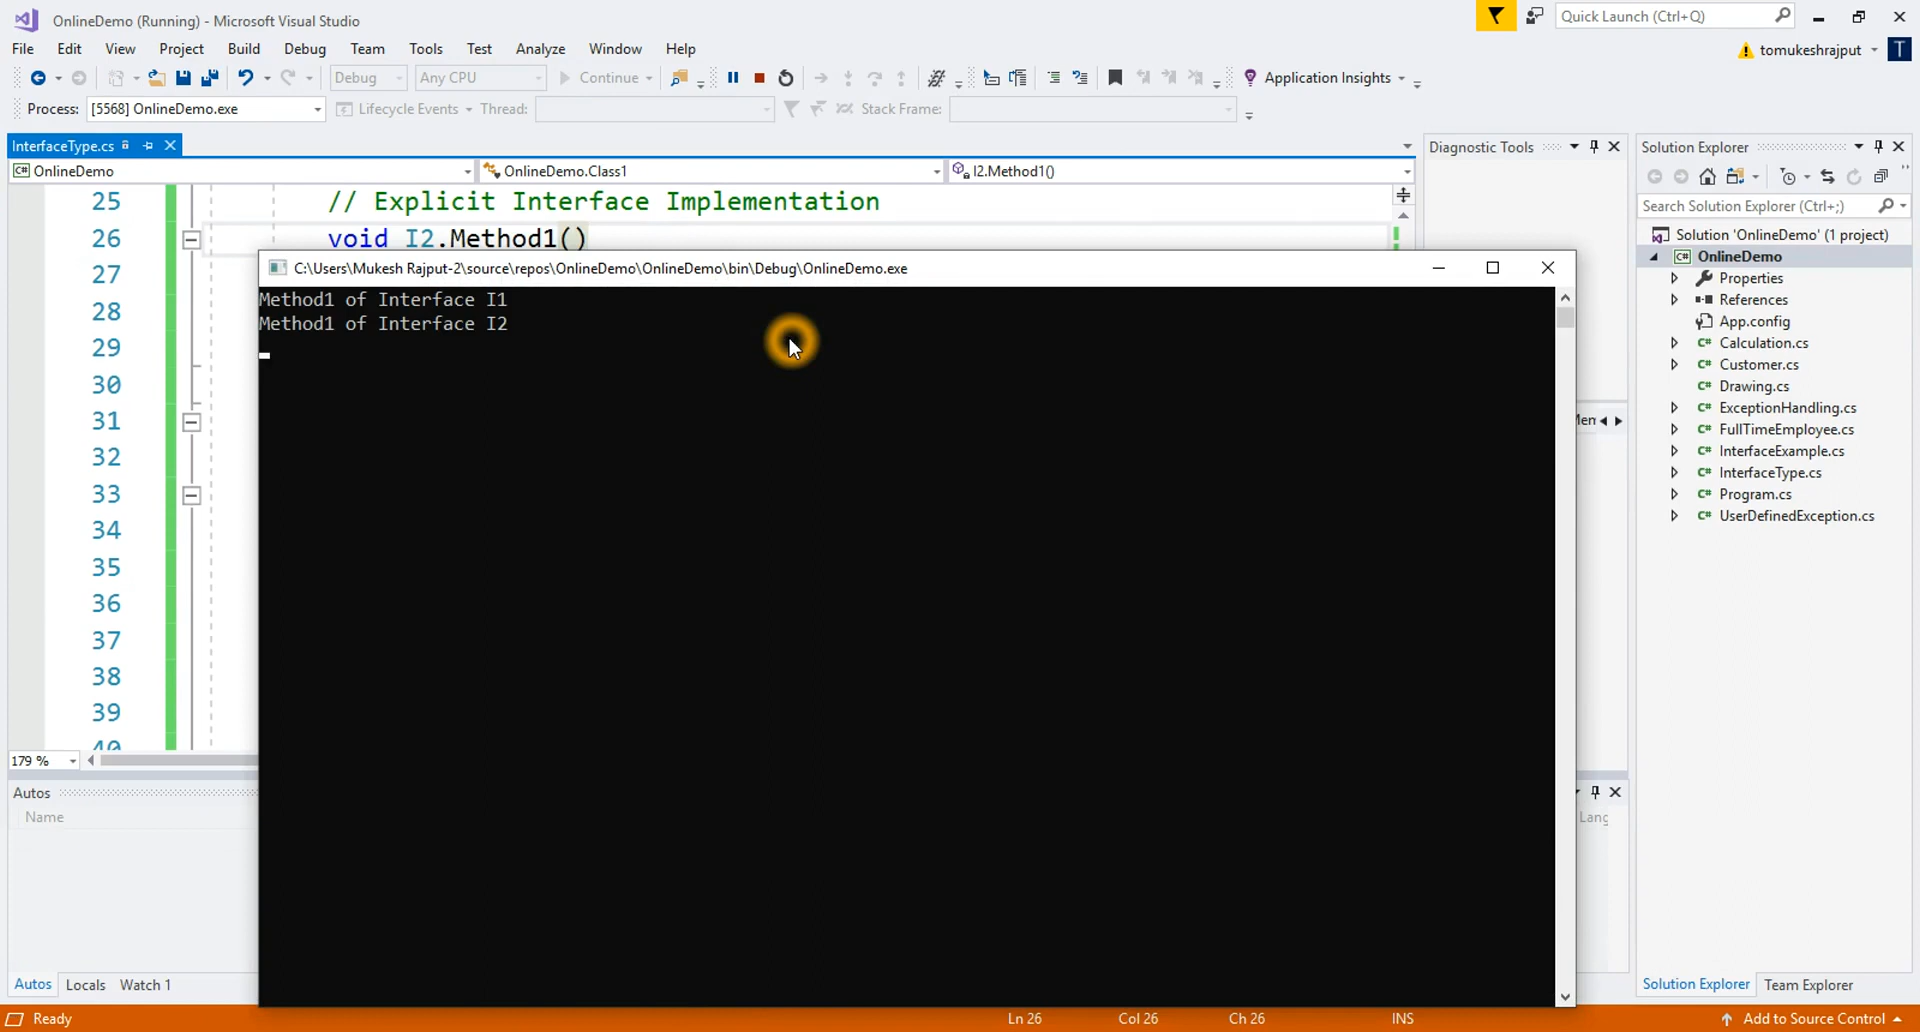 OnlineDemo (Running) - Microsoft Visual Studio
Quick Launch (Ctrl+Q)
File Edit View Project Build Debug Team Tools Test Analyze Window Help
tomukeshrajput T
Debug Any CPU Continue Application Insights
Process: [5568] OnlineDemo.exe Lifecycle Events Thread: Stack Frame:
InterfaceType.cs
OnlineDemo OnlineDemo.Class1 I2.Method1()
25 // Explicit Interface Implementation
26 void I2.Method1()
27
28
29
30
31
32
33
34
35
36
37
38
39
40
179 %
C:\Users\Mukesh Rajput-2\source\repos\OnlineDemo\OnlineDemo\bin\Debug\OnlineDemo.exe
Method1 of Interface I1
Method1 of Interface I2
Diagnostic Tools
Solution Explorer
Search Solution Explorer (Ctrl+;)
Solution 'OnlineDemo' (1 project)
C# OnlineDemo
Properties
References
App.config
C# Calculation.cs
C# Customer.cs
C# Drawing.cs
C# ExceptionHandling.cs
C# FullTimeEmployee.cs
C# InterfaceExample.cs
C# InterfaceType.cs
C# Program.cs
C# UserDefinedException.cs
Autos
Name
Lang
Autos Locals Watch 1
Solution Explorer Team Explorer
Ready Ln 26 Col 26 Ch 26 INS Add to Source Control